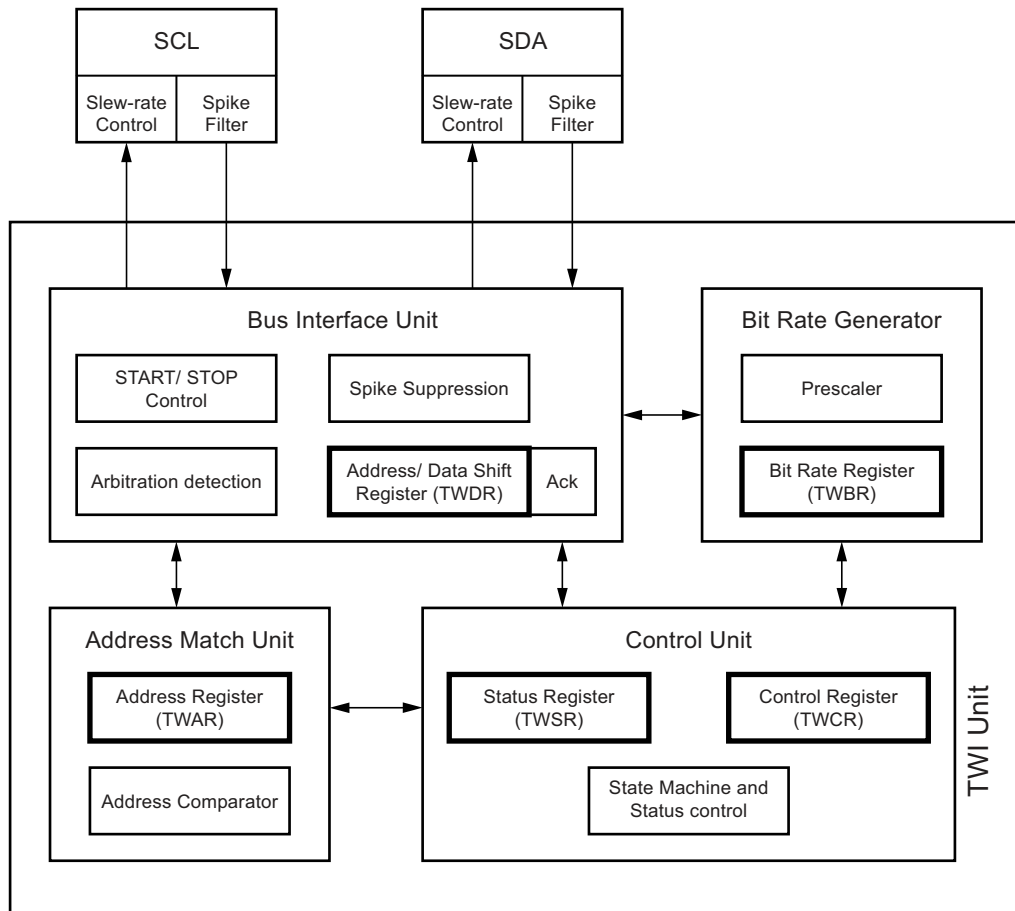 SCL
Slew-rate
Control
Spike
Filter
SDA
Slew-rate
Control
Spike
Filter
Bus Interface Unit
START/ STOP
Control
Spike Suppression
Arbitration detection
Address/ Data Shift
Register (TWDR)
Ack
Bit Rate Generator
Prescaler
Bit Rate Register
(TWBR)
Address Match Unit
Address Register
(TWAR)
Address Comparator
Control Unit
Status Register
(TWSR)
Control Register
(TWCR)
State Machine and
Status control
TWI Unit